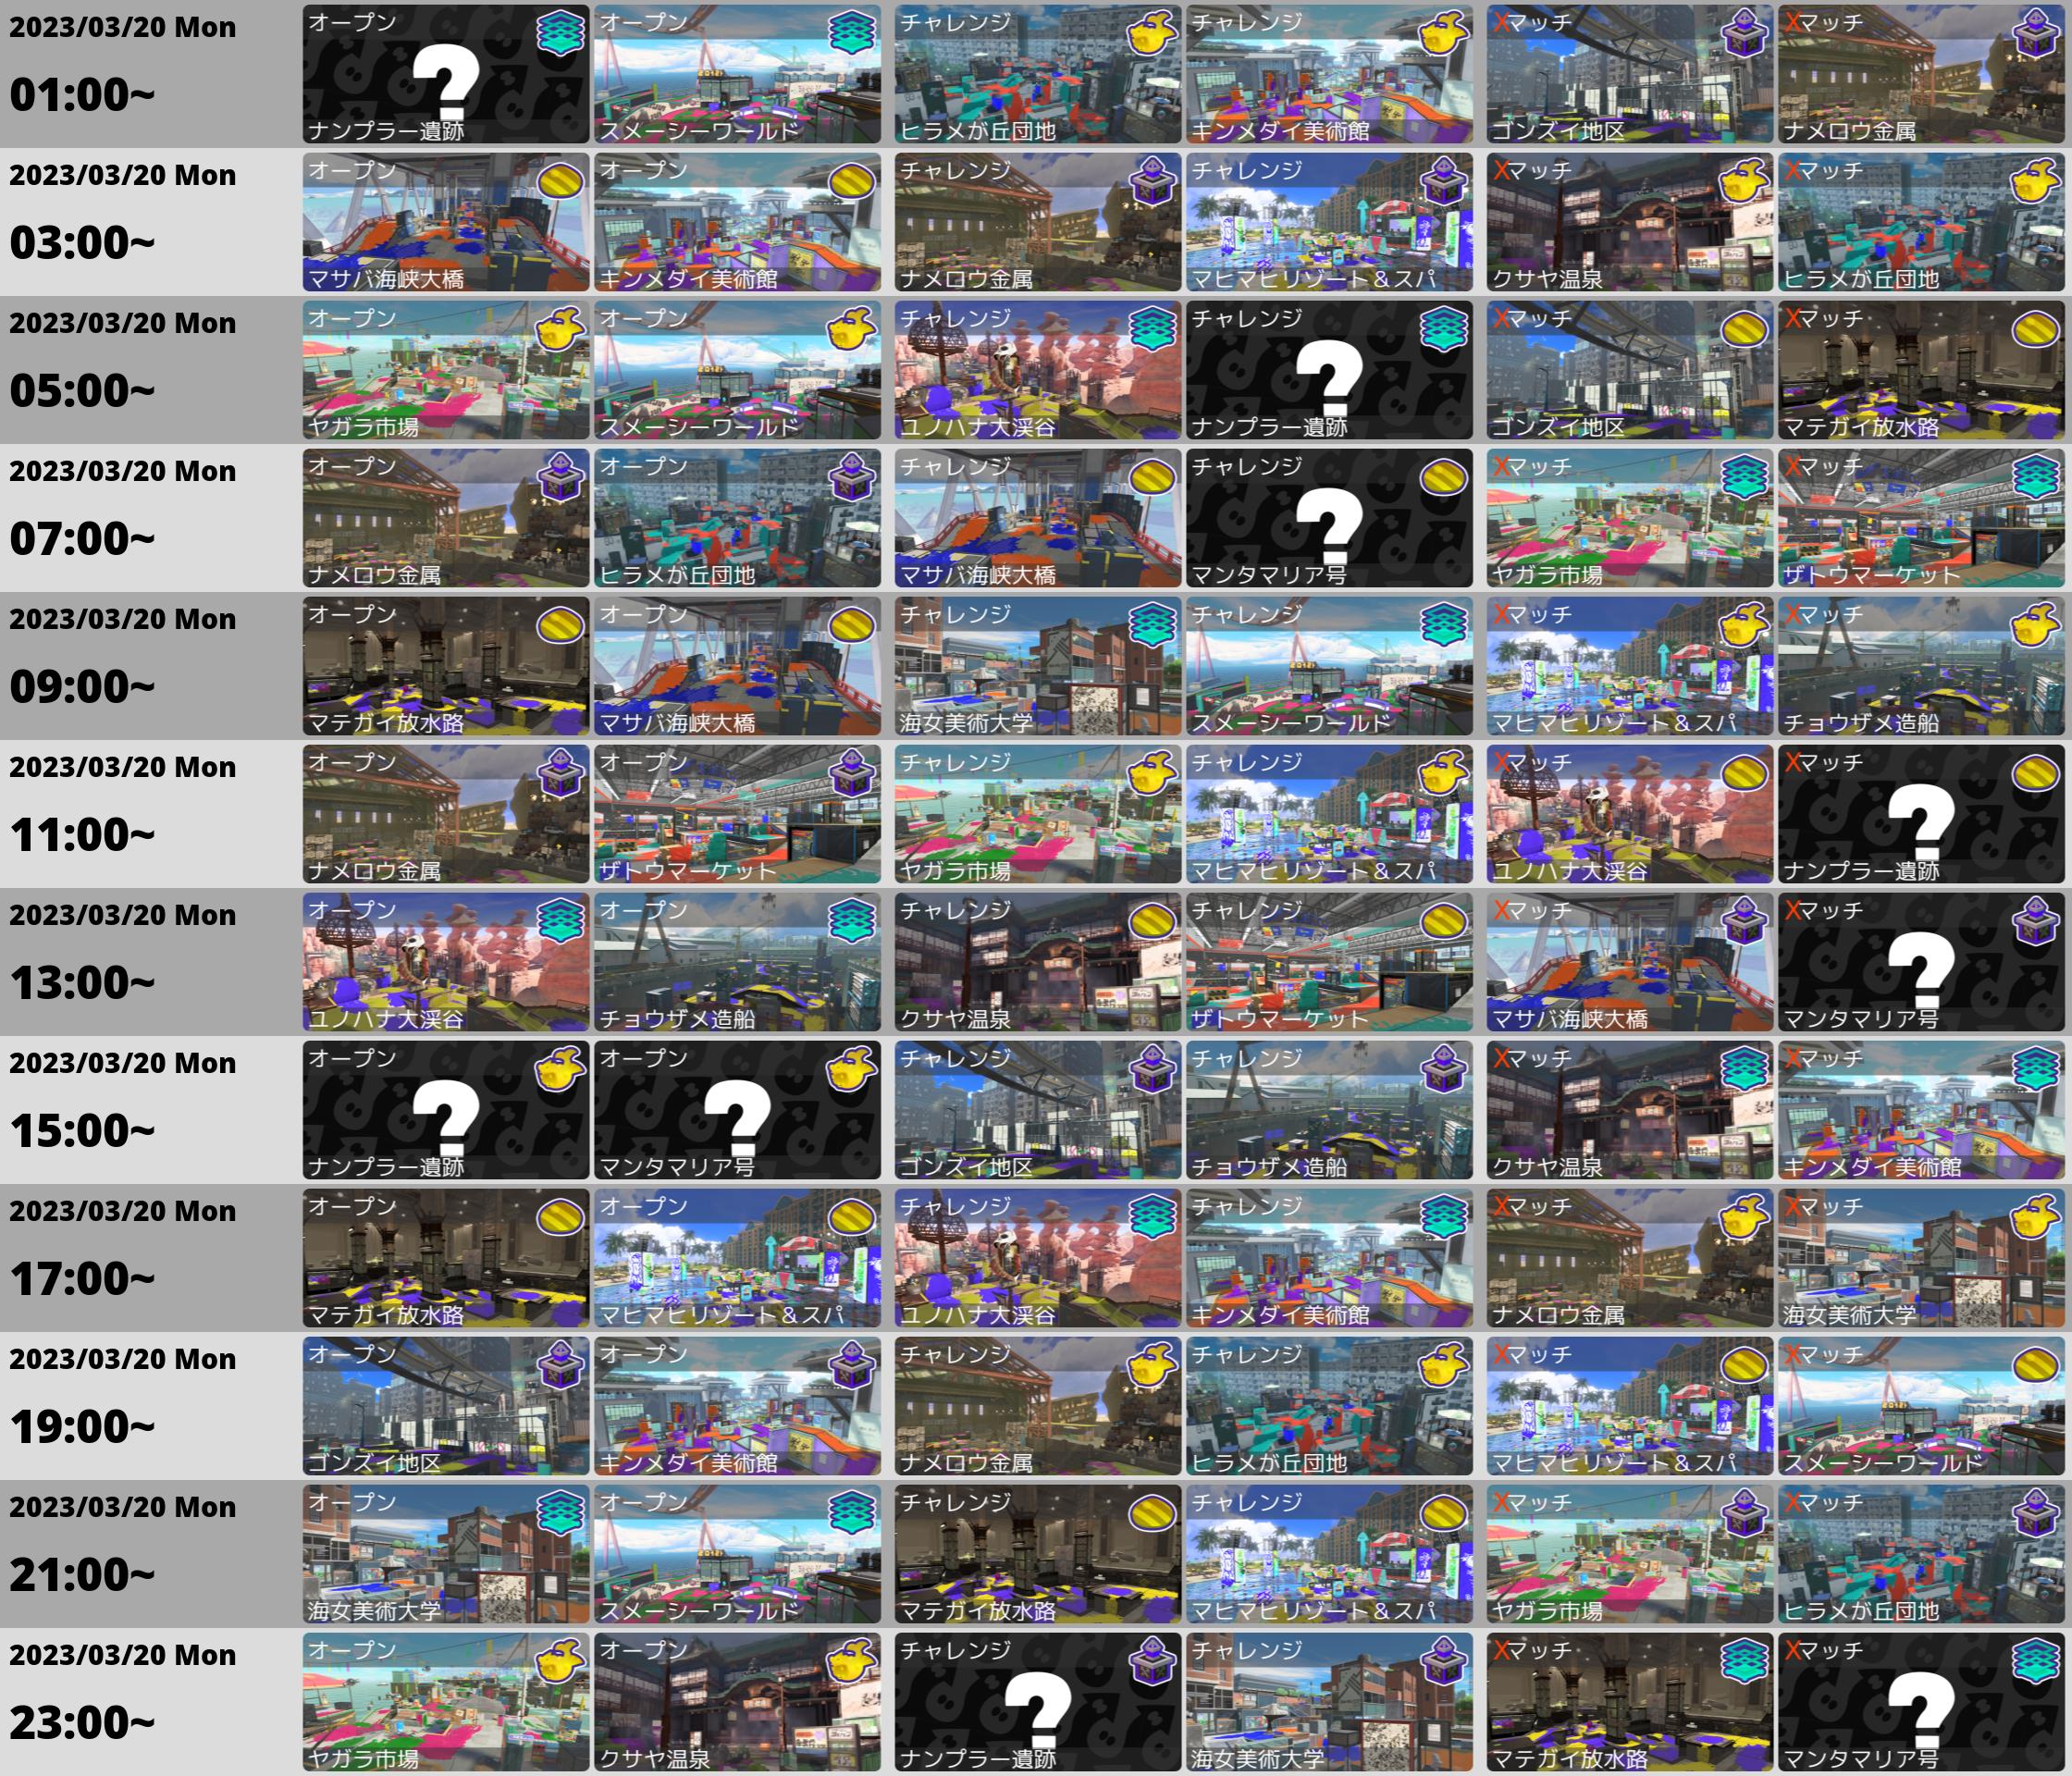 2023/03/20 Mon
01:00~
オープン オープン チャレンジ チャレンジ Xマッチ Xマッチ
ナンプラー遺跡 スメーシーワールド ヒラメが丘団地 キンメダイ美術館 ゴンズイ地区 ナメロウ金属
2023/03/20 Mon
03:00~
オープン オープン チャレンジ チャレンジ Xマッチ Xマッチ
マサバ海峡大橋 キンメダイ美術館 ナメロウ金属 マヒマヒリゾート&スパ クサヤ温泉 ヒラメが丘団地
2023/03/20 Mon
05:00~
オープン オープン チャレンジ チャレンジ Xマッチ Xマッチ
ヤガラ市場 スメーシーワールド ユノハナ大渓谷 ナンプラー遺跡 ゴンズイ地区 マテガイ放水路
2023/03/20 Mon
07:00~
オープン オープン チャレンジ チャレンジ Xマッチ Xマッチ
ナメロウ金属 ヒラメが丘団地 マサバ海峡大橋 マンタマリア号 ヤガラ市場 ザトウマーケット
2023/03/20 Mon
09:00~
オープン オープン チャレンジ チャレンジ Xマッチ Xマッチ
マテガイ放水路 マサバ海峡大橋 海女美術大学 スメーシーワールド マヒマヒリゾート&スパ チョウザメ造船
2023/03/20 Mon
11:00~
オープン オープン チャレンジ チャレンジ Xマッチ Xマッチ
ナメロウ金属 ザトウマーケット ヤガラ市場 マヒマヒリゾート&スパ ユノハナ大渓谷 ナンプラー遺跡
2023/03/20 Mon
13:00~
オープン オープン チャレンジ チャレンジ Xマッチ Xマッチ
ユノハナ大渓谷 チョウザメ造船 クサヤ温泉 ザトウマーケット マサバ海峡大橋 マンタマリア号
2023/03/20 Mon
15:00~
オープン オープン チャレンジ チャレンジ Xマッチ Xマッチ
ナンプラー遺跡 マンタマリア号 ゴンズイ地区 チョウザメ造船 クサヤ温泉 キンメダイ美術館
2023/03/20 Mon
17:00~
オープン オープン チャレンジ チャレンジ Xマッチ Xマッチ
マテガイ放水路 マヒマヒリゾート&スパ ユノハナ大渓谷 キンメダイ美術館 ナメロウ金属 海女美術大学
2023/03/20 Mon
19:00~
オープン オープン チャレンジ チャレンジ Xマッチ Xマッチ
ゴンズイ地区 キンメダイ美術館 ナメロウ金属 ヒラメが丘団地 マヒマヒリゾート&スパ スメーシーワールド
2023/03/20 Mon
21:00~
オープン オープン チャレンジ チャレンジ Xマッチ Xマッチ
海女美術大学 スメーシーワールド マテガイ放水路 マヒマヒリゾート&スパ ヤガラ市場 ヒラメが丘団地
2023/03/20 Mon
23:00~
オープン オープン チャレンジ チャレンジ Xマッチ Xマッチ
ヤガラ市場 クサヤ温泉 ナンプラー遺跡 海女美術大学 マテガイ放水路 マンタマリア号